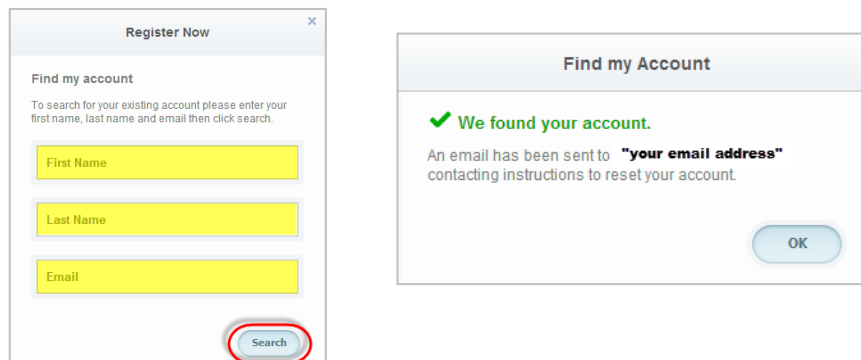 Register Now
×
Find my account
To search for your existing account please enter your
first name, last name and email then click search.
First Name
Last Name
Email
Search
Find my Account
We found your account.
An email has been sent to "your email address"
contacting instructions to reset your account.
OK